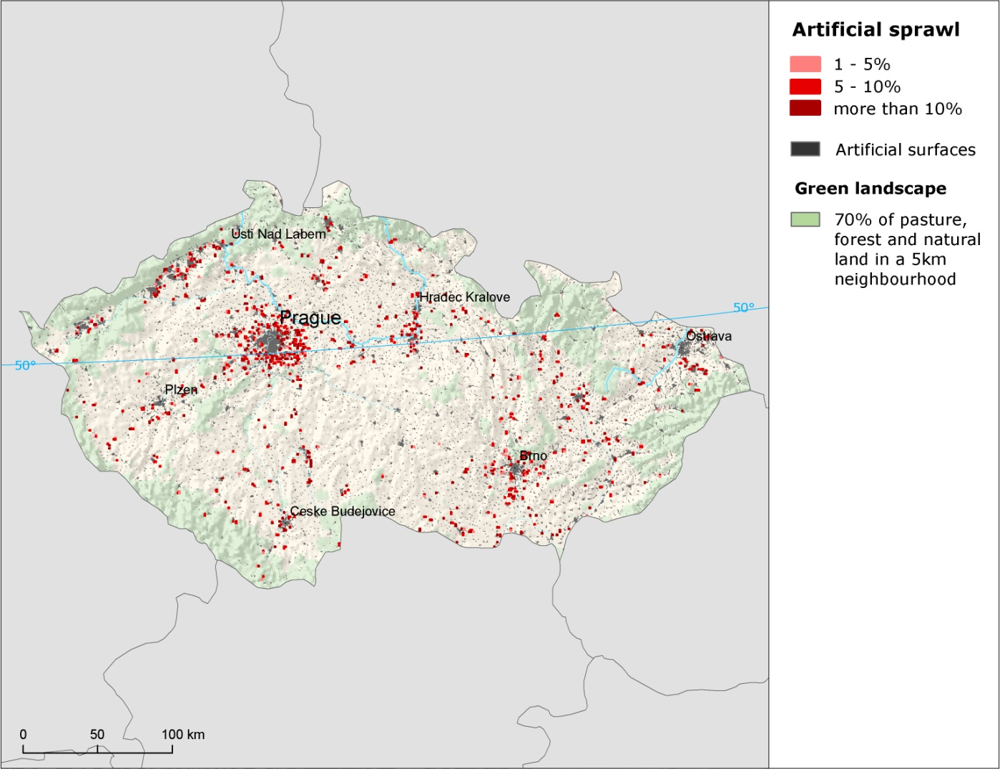 Artificial sprawl
1 - 5%
5 - 10%
more than 10%
Artificial surfaces
Green landscape
70% of pasture,
forest and natural
land in a 5km
neighbourhood
Usti Nad Labem
Hradec Kralove
50°
Prague
Ostrava
50°
Plzen
Brno
Ceske Budejovice
0 50 100 km